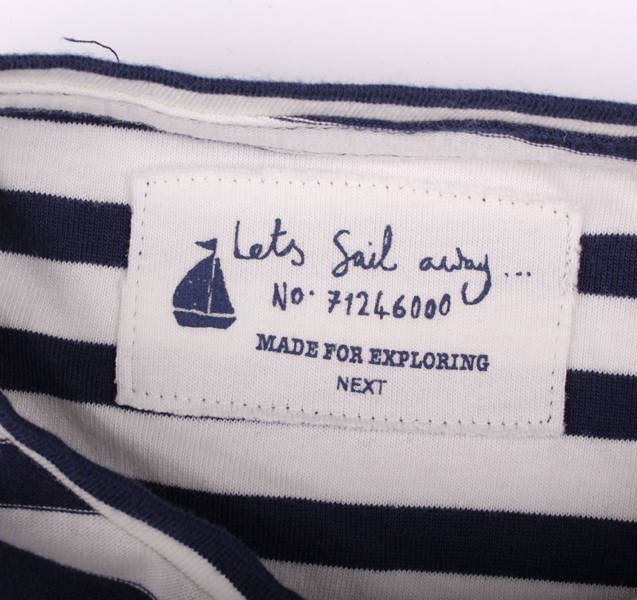 Lets Sail away...
No. 71246000
MADE FOR EXPLORING
NEXT